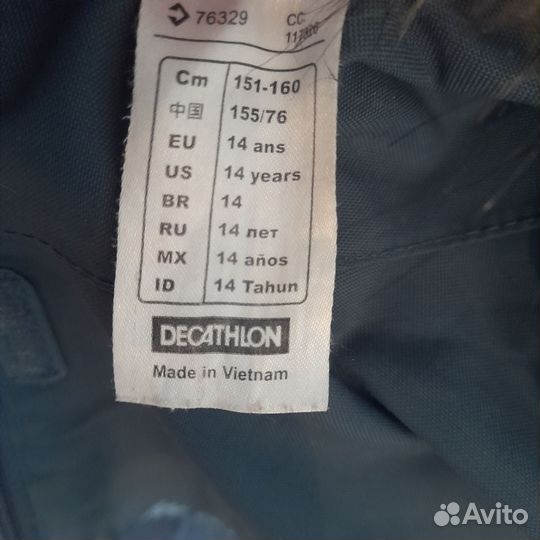 76329 CC
Cm 151-160
中国 155/76
EU 14 ans
US 14 years
BR 14
RU 14 лет
MX 14 años
ID 14 Tahun
DECATHLON
Made in Vietnam
Avito